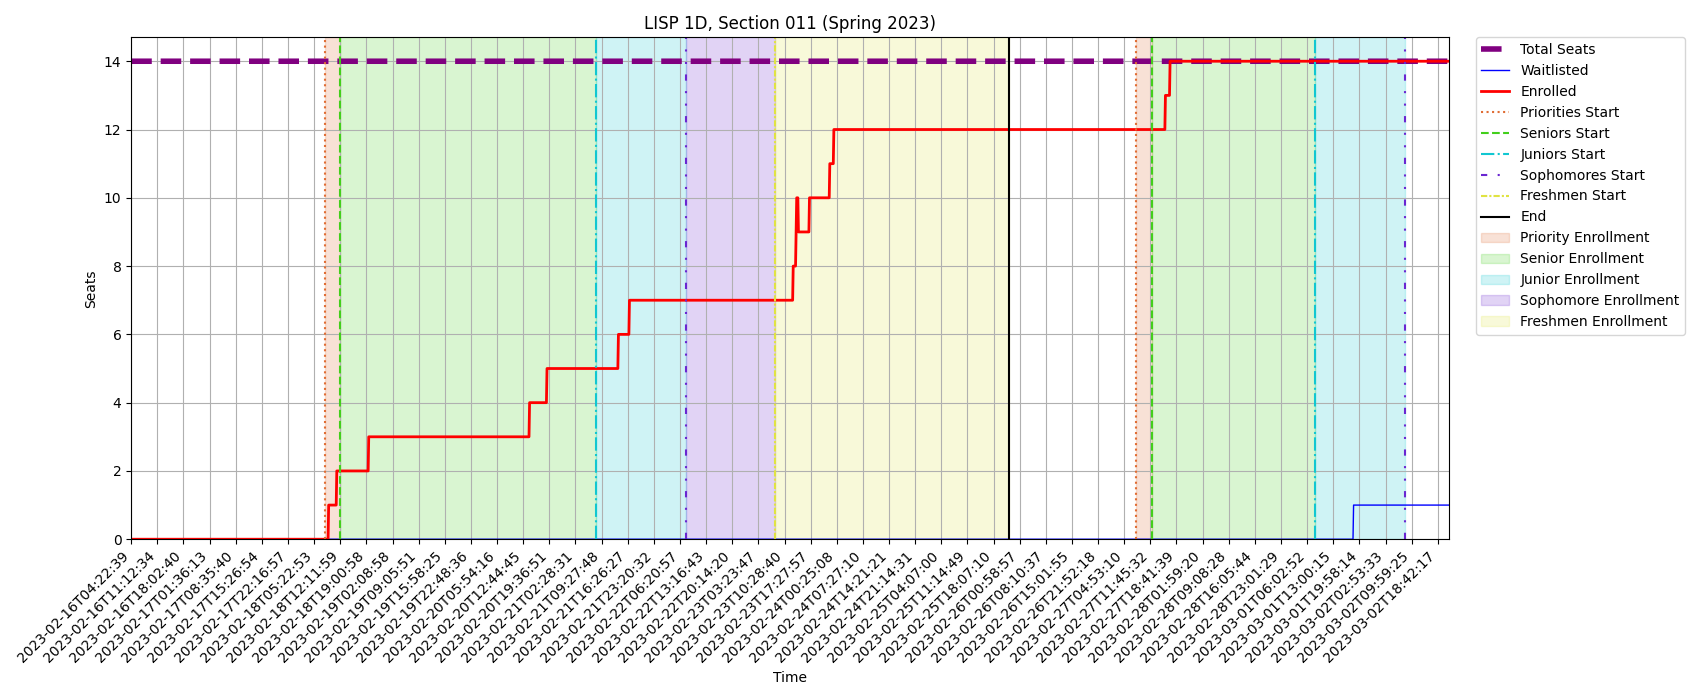 LISP 1D, Section 011 (Spring 2023)
Seats
14
12
10
8
6
4
2
0
2023-02-16T04:22:39
2023-02-16T11:12:34
2023-02-16T18:02:40
2023-02-17T01:36:13
2023-02-17T08:35:40
2023-02-17T15:26:54
2023-02-17T22:16:57
2023-02-18T05:22:53
2023-02-18T12:11:59
2023-02-18T19:00:58
2023-02-19T02:08:58
2023-02-19T09:05:51
2023-02-19T15:58:25
2023-02-19T22:48:36
2023-02-20T05:54:16
2023-02-20T12:44:45
2023-02-20T19:36:51
2023-02-21T02:28:31
2023-02-21T09:27:48
2023-02-21T16:26:27
2023-02-21T23:20:32
2023-02-22T06:20:57
2023-02-22T13:16:43
2023-02-22T20:14:20
2023-02-23T03:23:47
2023-02-23T10:28:40
2023-02-23T17:27:57
2023-02-24T00:25:08
2023-02-24T07:27:10
2023-02-24T14:21:21
2023-02-24T21:14:31
2023-02-25T04:07:00
2023-02-25T11:14:49
2023-02-25T18:07:10
2023-02-26T00:58:57
2023-02-26T08:10:37
2023-02-26T15:01:55
2023-02-26T21:52:18
2023-02-27T04:53:10
2023-02-27T11:45:32
2023-02-27T18:41:39
2023-02-28T01:59:20
2023-02-28T09:08:28
2023-02-28T16:05:44
2023-02-28T23:01:29
2023-03-01T06:02:52
2023-03-01T13:00:15
2023-03-01T19:58:14
2023-03-02T02:53:33
2023-03-02T09:59:25
2023-03-02T18:42:17
Time
Total Seats
Waitlisted
Enrolled
Priorities Start
Seniors Start
Juniors Start
Sophomores Start
Freshmen Start
End
Priority Enrollment
Senior Enrollment
Junior Enrollment
Sophomore Enrollment
Freshmen Enrollment